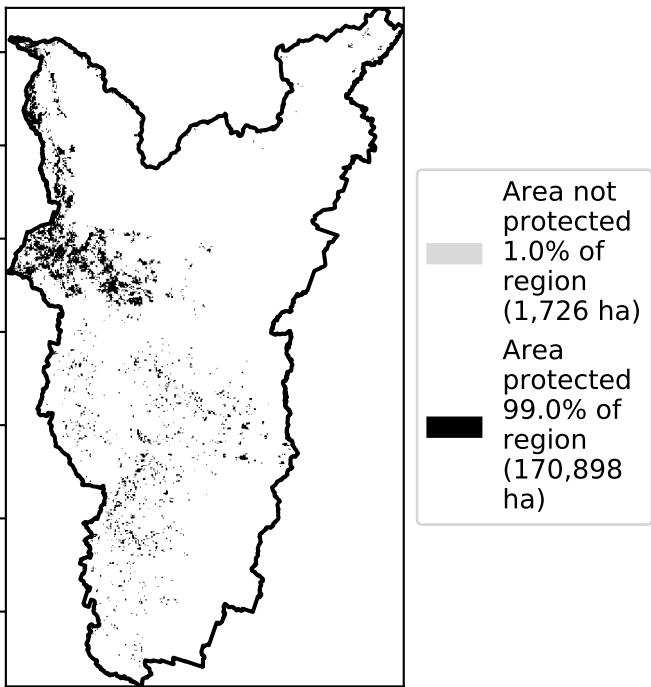 Area not
protected
1.0% of
region
(1,726 ha)
Area
protected
99.0% of
region
(170,898
ha)